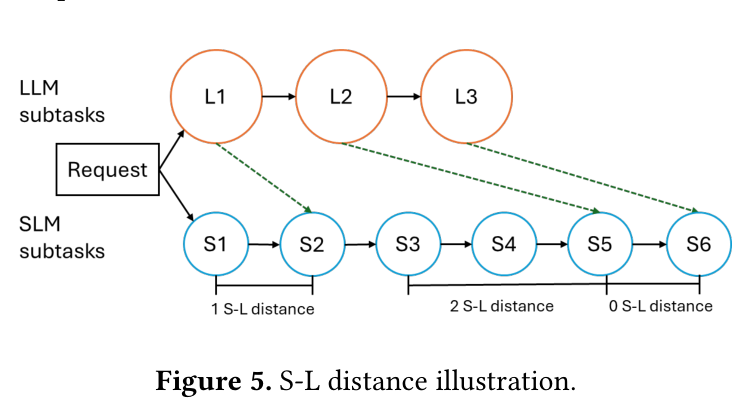 LLM
subtasks
L1
L2
L3
Request
SLM
subtasks
S1
S2
S3
S4
S5
S6
1 S-L distance
2 S-L distance
0 S-L distance
Figure 5. S-L distance illustration.